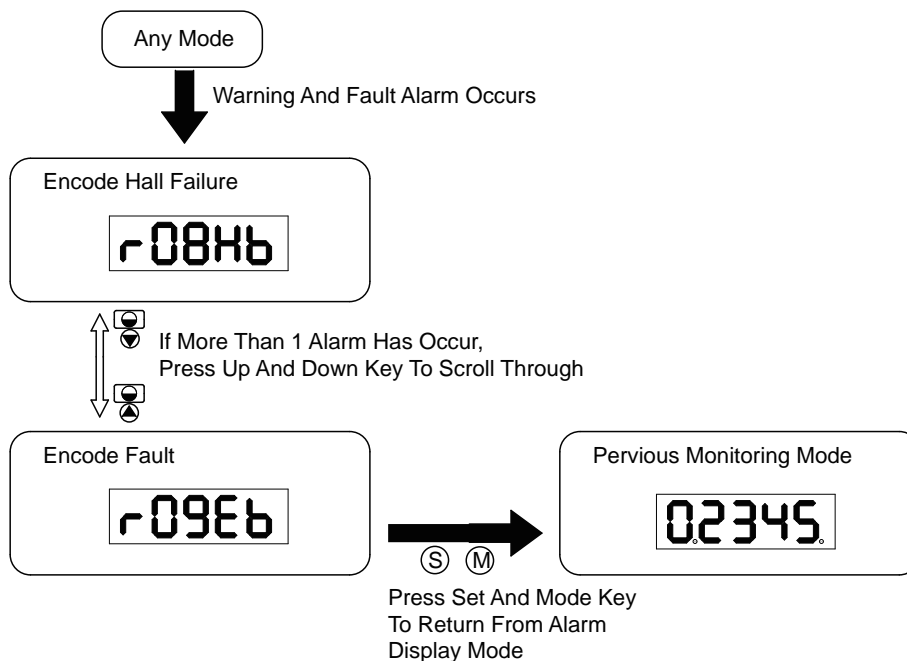 Any Mode
Warning And Fault Alarm Occurs
Encode Hall Failure
r08Hb
If More Than 1 Alarm Has Occur,
Press Up And Down Key To Scroll Through
Encode Fault
r09Eb
Pervious Monitoring Mode
0.2345.
S M
Press Set And Mode Key
To Return From Alarm
Display Mode